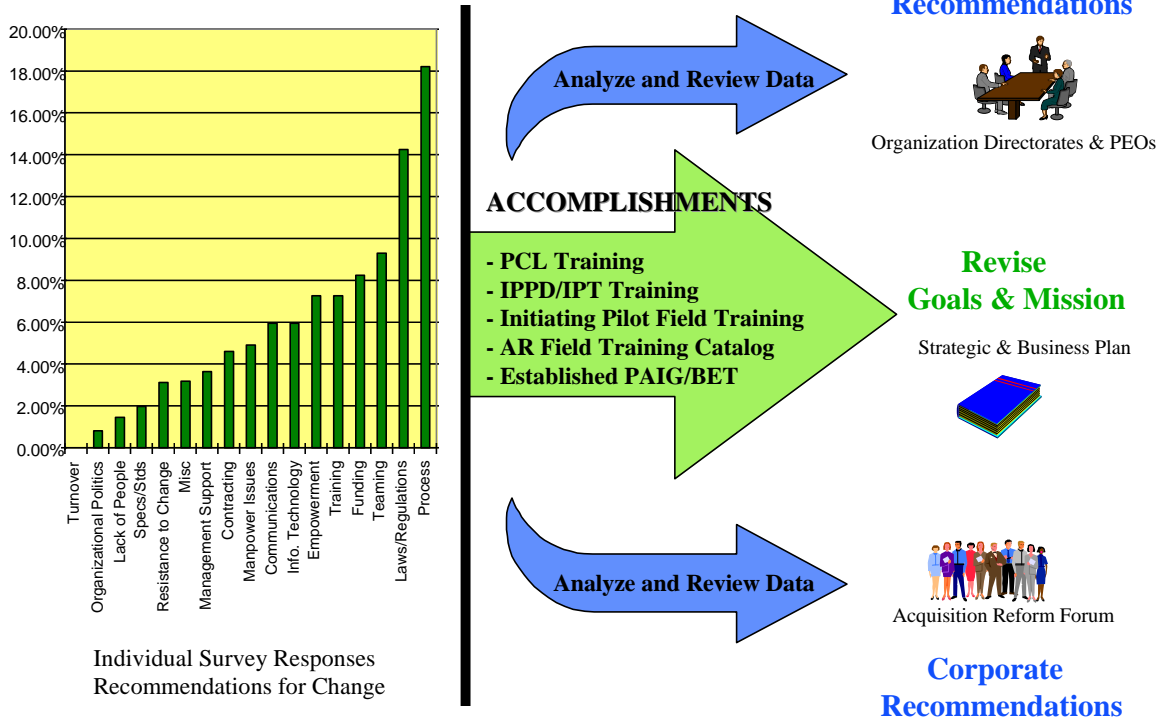 20.00%
18.00%
16.00%
14.00%
12.00%
10.00%
8.00%
6.00%
4.00%
2.00%
0.00%
Turnover
Organizational Politics
Lack of People
Specs/Stds
Resistance to Change
Misc
Management Support
Contracting
Manpower Issues
Communications
Info. Technology
Empowerment
Training
Funding
Teaming
Laws/Regulations
Process
Individual Survey Responses
Recommendations for Change
Analyze and Review Data
ACCOMPLISHMENTS
- PCL Training
- IPPD/IPT Training
- Initiating Pilot Field Training
- AR Field Training Catalog
- Established PAIG/BET
Analyze and Review Data
Recommendations
Organization Directorates & PEOs
Revise
Goals & Mission
Strategic & Business Plan
Acquisition Reform Forum
Corporate
Recommendations